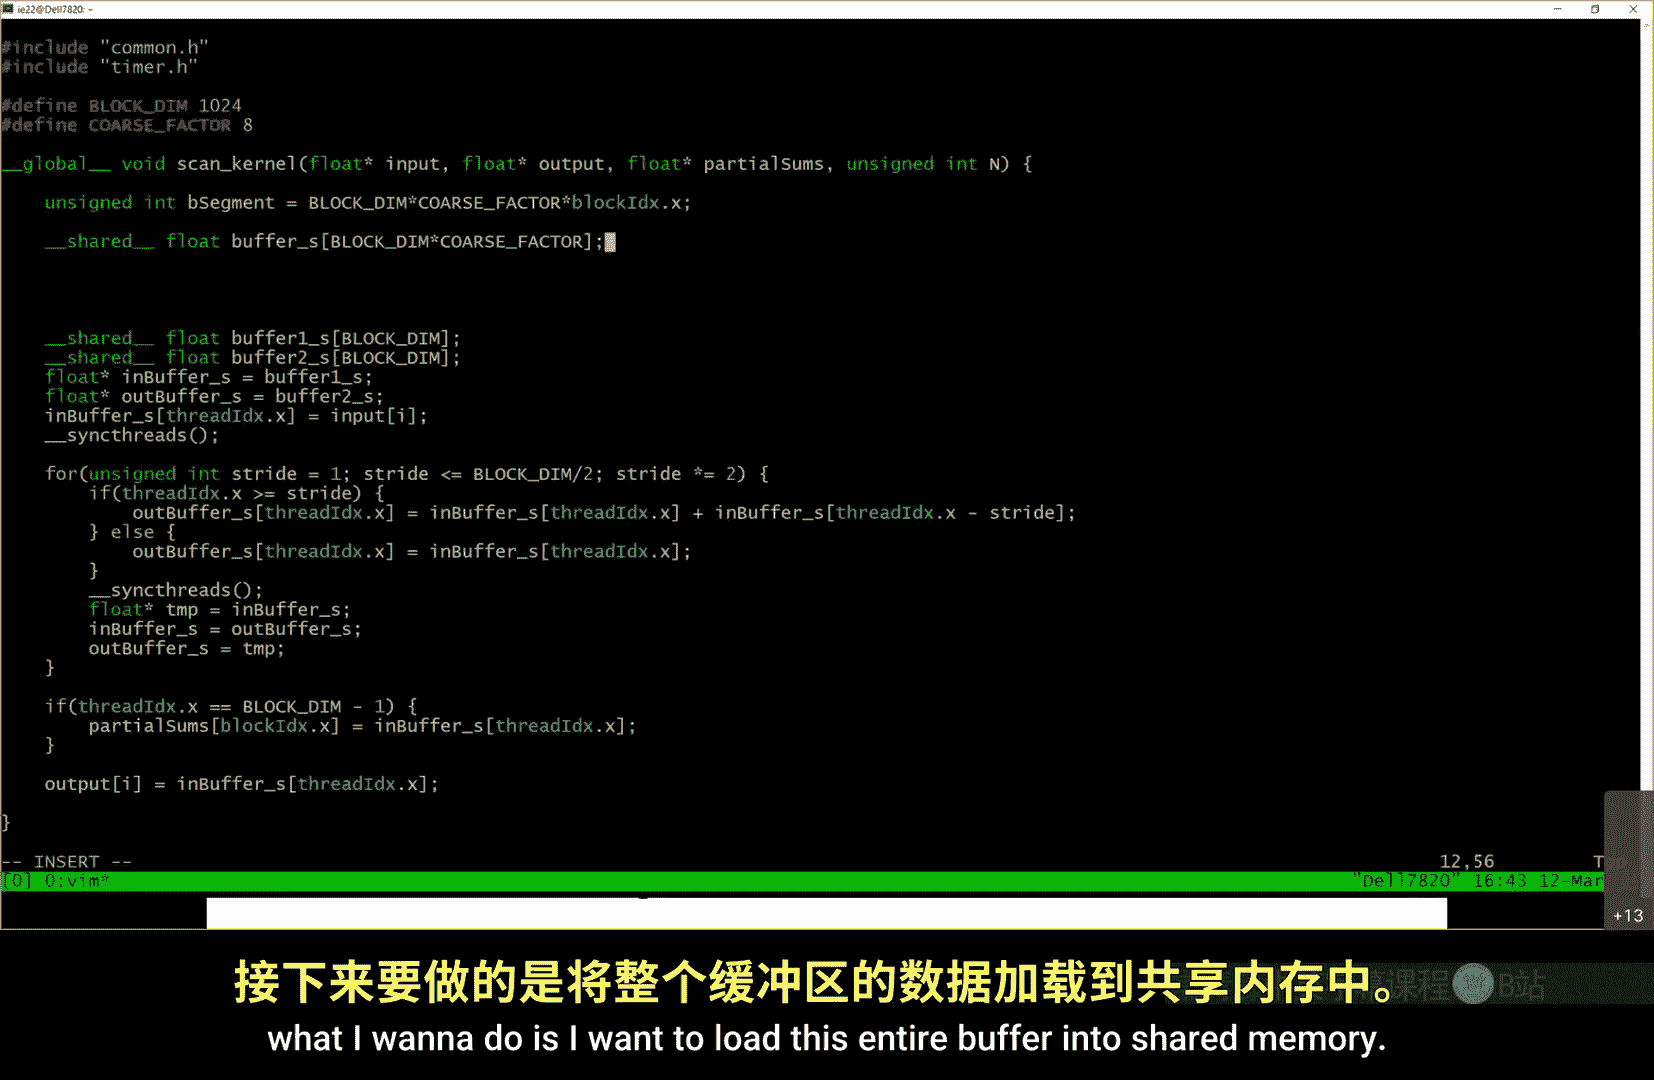 ie22@Dell7820: ~
#include "common.h"
#include "timer.h"
#define BLOCK_DIM 1024
#define COARSE_FACTOR 8
__global__ void scan_kernel(float* input, float* output, float* partialSums, unsigned int N) {
unsigned int bSegment = BLOCK_DIM*COARSE_FACTOR*blockIdx.x;
__shared__ float buffer_s[BLOCK_DIM*COARSE_FACTOR];
__shared__ float buffer1_s[BLOCK_DIM];
__shared__ float buffer2_s[BLOCK_DIM];
float* inBuffer_s = buffer1_s;
float* outBuffer_s = buffer2_s;
inBuffer_s[threadIdx.x] = input[i];
__syncthreads();
for(unsigned int stride = 1; stride <= BLOCK_DIM/2; stride *= 2) {
if(threadIdx.x >= stride) {
outBuffer_s[threadIdx.x] = inBuffer_s[threadIdx.x] + inBuffer_s[threadIdx.x - stride];
} else {
outBuffer_s[threadIdx.x] = inBuffer_s[threadIdx.x];
}
__syncthreads();
float* tmp = inBuffer_s;
inBuffer_s = outBuffer_s;
outBuffer_s = tmp;
}
if(threadIdx.x == BLOCK_DIM - 1) {
partialSums[blockIdx.x] = inBuffer_s[threadIdx.x];
}
output[i] = inBuffer_s[threadIdx.x];
}
-- INSERT -- 12,56
[0] 0:vim* "Dell7820" 16:43 12-Mar
+13
接下来要做的是将整个缓冲区的数据加载到共享内存中。
课程 B站
what I wanna do is I want to load this entire buffer into shared memory.